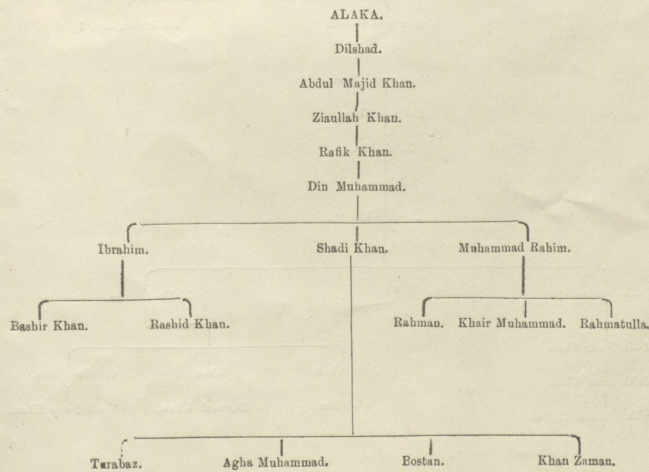 ALAKA.
Dilshad.
Abdul Majid Khan.
Ziaullah Khan.
Rafik Khan.
Din Muhammad.
Ibrahim. Shadi Khan. Muhammad Rahim.
Bashir Khan. Rashid Khan. Rahman. Khair Muhammad. Rahmatulla.
Turabaz. Agha Muhammad. Bostan. Khan Zaman.